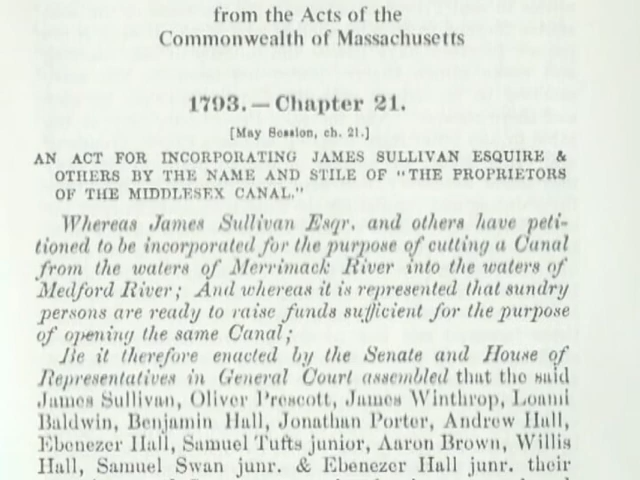 from the Acts of the
Commonwealth of Massachusetts
1793.—Chapter 21.
[May Session, ch. 21.]
AN ACT FOR INCORPORATING JAMES SULLIVAN ESQUIRE &
OTHERS BY THE NAME AND STILE OF "THE PROPRIETORS
OF THE MIDDLESEX CANAL."
Whereas James Sullivan Esqr. and others have peti-
tioned to be incorporated for the purpose of cutting a Canal
from the waters of Merrimack River into the waters of
Medford River; And whereas it is represented that sundry
persons are ready to raise funds sufficient for the purpose
of opening the same Canal;
Be it therefore enacted by the Senate and House of
Representatives in General Court assembled that the said
James Sullivan, Oliver Prescott, James Winthrop, Loami
Baldwin, Benjamin Hall, Jonathan Porter, Andrew Hall,
Ebenezer Hall, Samuel Tufts junior, Aaron Brown, Willis
Hall, Samuel Swan junr. & Ebenezer Hall junr. their